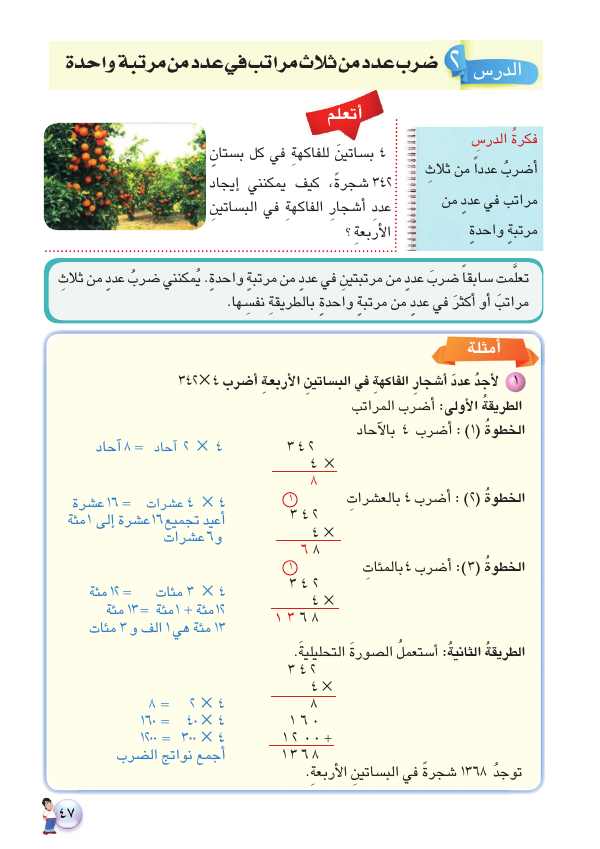 الدرس ٢ ضرب عدد من ثلاث مراتب في عدد من مرتبة واحدة
فكرةُ الدرس
أضربُ عدداً من ثلاثِ
مراتب في عددٍ من
مرتبةٍ واحدةٍ
أتعلم
٤ بساتينَ للفاكهةِ في كل بستانٍ
٣٤٢ شجرةً، كيف يمكنني إيجاد
عددِ أشجار الفاكهةِ في البساتينِ
الأربعةِ؟
تعلَّمت سابقاً ضربَ عددٍ من مرتبتينِ في عددٍ من مرتبةٍ واحدةٍ. يُمكنني ضربُ عددٍ من ثلاثِ
مراتبَ أو أكثرَ في عددٍ من مرتبةٍ واحدةٍ بالطريقةِ نفسِها.
أمثلة
١ لأجدُ عددَ أشجارِ الفاكهةِ في البساتينِ الأربعةِ أضرب ٤×٣٤٢
الطريقةُ الأولى: أضرب المراتب
الخطوةُ (١) : أضرب ٤ بالآحاد
٣٤٢
٤ × ٢ آحاد = ٨ آحاد
٤ ×
٨
الخطوة (٢) : أضرب ٤ بالعشراتِ
١
٤ × ٤ عشرات = ١٦ عشرة
٣٤٢
أعيد تجميع ١٦ عشرة إلى ١ مئة
٤ ×
و ٦ عشرات
٦٨
الخطوةُ (٣) : أضرب ٤ بالمئاتِ
١
٣٤٢
٤ × ٣ مئات = ١٢ مئة
٤ ×
١٢ مئة + ١ مئة = ١٣ مئة
١٣٦٨
١٣ مئة هي ١ الف و ٣ مئات
الطريقةُ الثانيةُ: أستعملُ الصورةَ التحليليةَ.
٣٤٢
٤ ×
٨
٤ × ٢ = ٨
١٦٠
٤ × ٤٠ = ١٦٠
١٢٠٠ +
٤ × ٣٠٠ = ١٢٠٠
١٣٦٨
أجمع نواتج الضرب
توجدُ ١٣٦٨ شجرةً في البساتينِ الأربعةِ.
٤٧